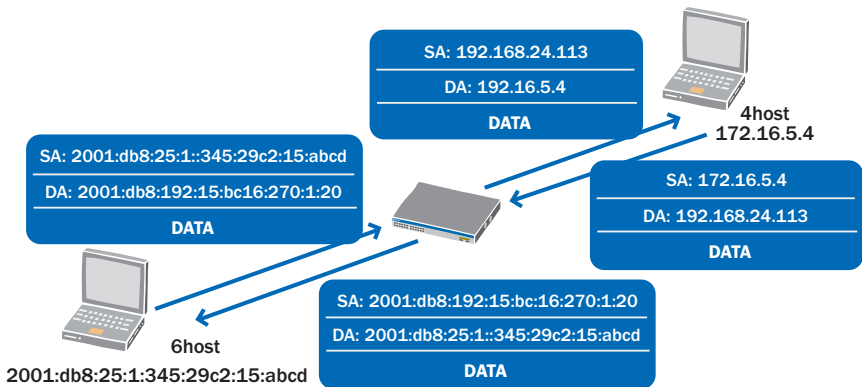 SA: 192.168.24.113
DA: 192.16.5.4
DATA
4host
172.16.5.4
SA: 2001:db8:25:1::345:29c2:15:abcd
DA: 2001:db8:192:15:bc16:270:1:20
DATA
SA: 172.16.5.4
DA: 192.168.24.113
DATA
SA: 2001:db8:192:15:bc:16:270:1:20
DA: 2001:db8:25:1::345:29c2:15:abcd
DATA
6host
2001:db8:25:1:345:29c2:15:abcd